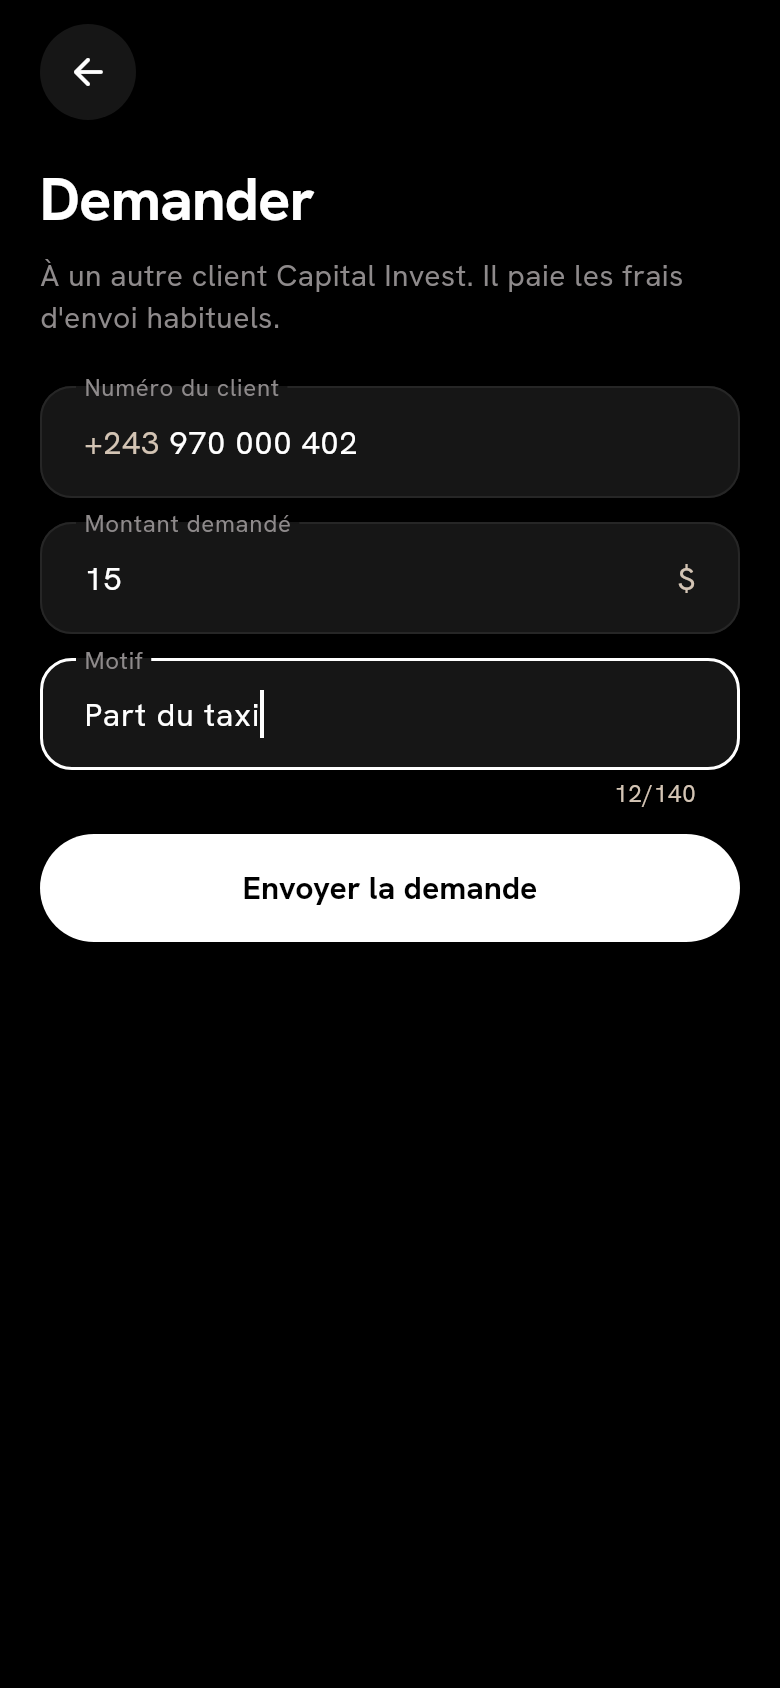 Demander
À un autre client Capital Invest. Il paie les frais
d'envoi habituels.
Numéro du client
+243 970 000 402
Montant demandé
15 $
Motif
Part du taxi
12/140
Envoyer la demande